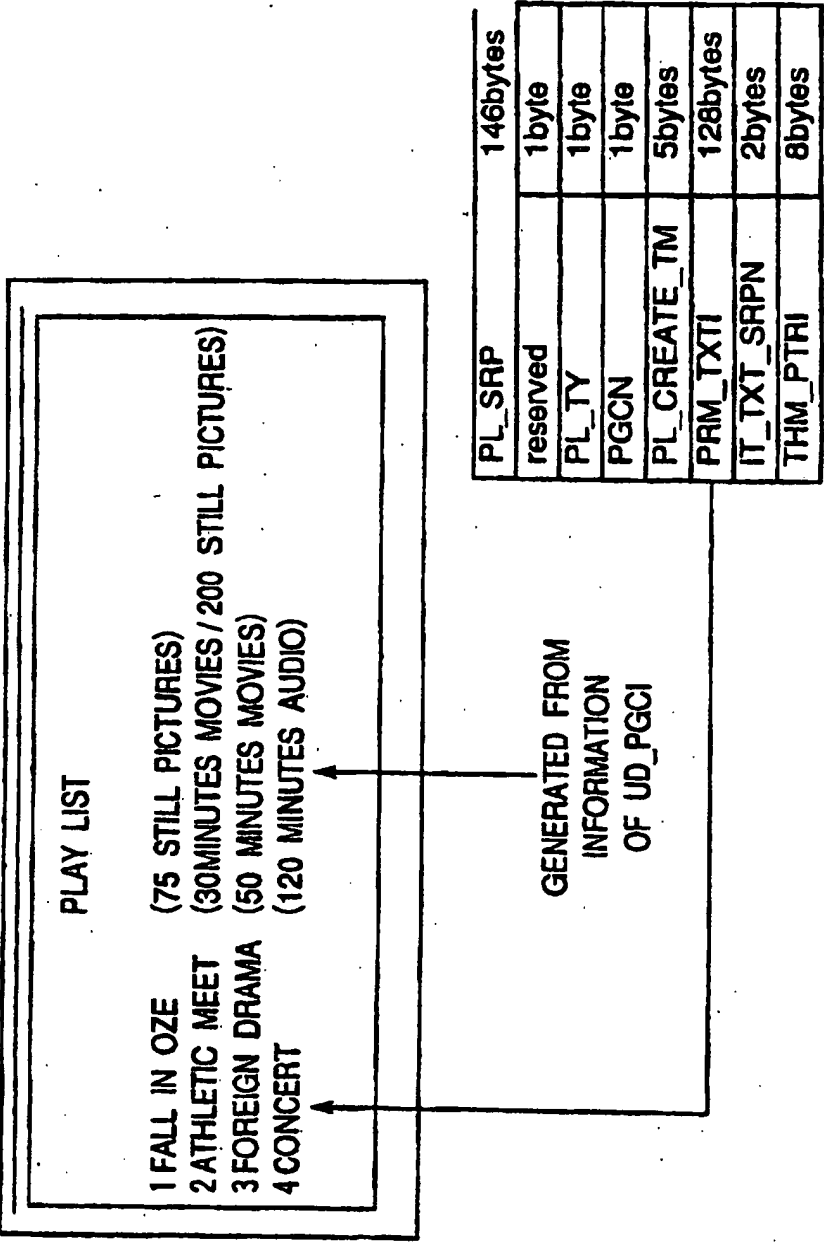 PLAY LIST
1 FALL IN OZE (75 STILL PICTURES)
2 ATHLETIC MEET (30MINUTES MOVIES / 200 STILL PICTURES)
3 FOREIGN DRAMA (50 MINUTES MOVIES)
4 CONCERT (120 MINUTES AUDIO)
GENERATED FROM
INFORMATION
OF UD_PGCI
PL_SRP 146bytes
reserved 1byte
PL_TY 1byte
PGCN 1byte
PL_CREATE_TM 5bytes
PRM_TXTI 128bytes
IT_TXT_SRPN 2bytes
THM_PTRI 8bytes